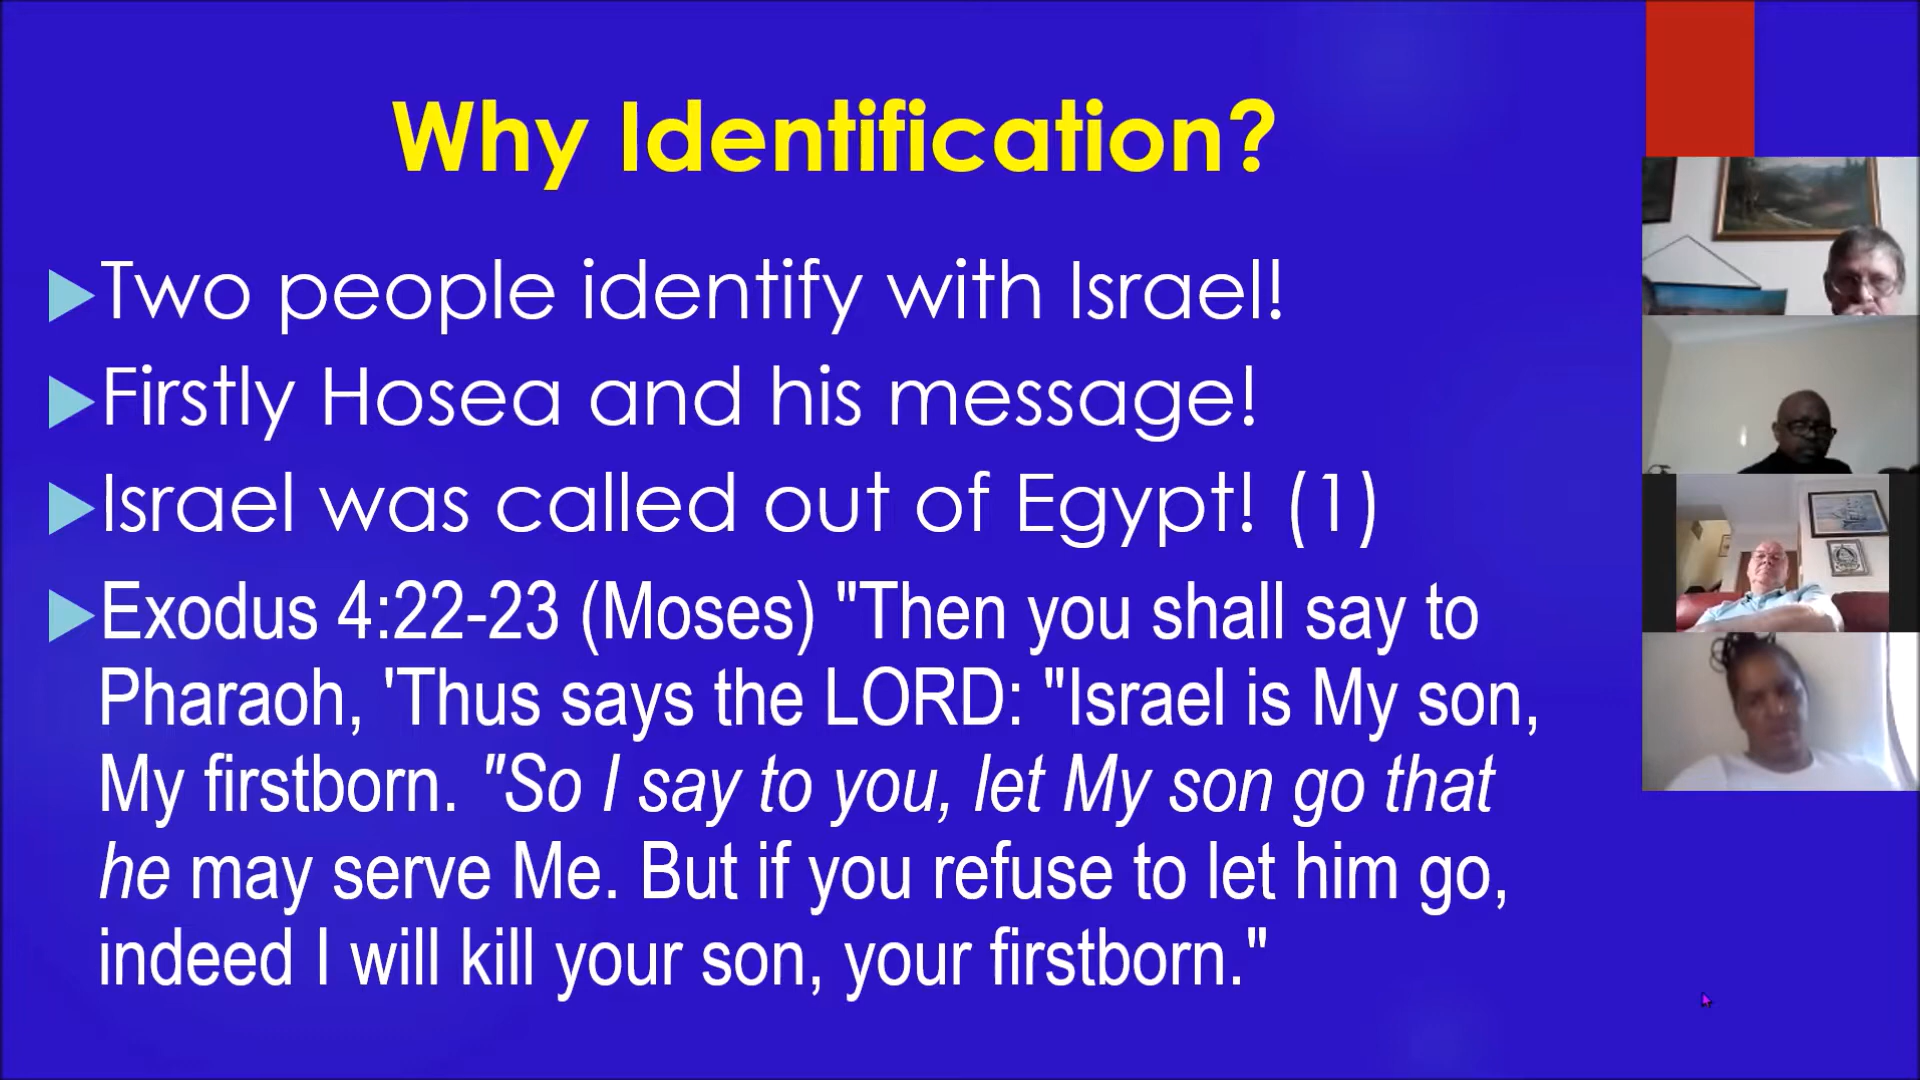 Why Identification?
Two people identify with Israel!
Firstly Hosea and his message!
Israel was called out of Egypt! (1)
Exodus 4:22-23 (Moses) "Then you shall say to
Pharaoh, 'Thus says the LORD: "Israel is My son,
My firstborn. "So I say to you, let My son go that
he may serve Me. But if you refuse to let him go,
indeed I will kill your son, your firstborn."